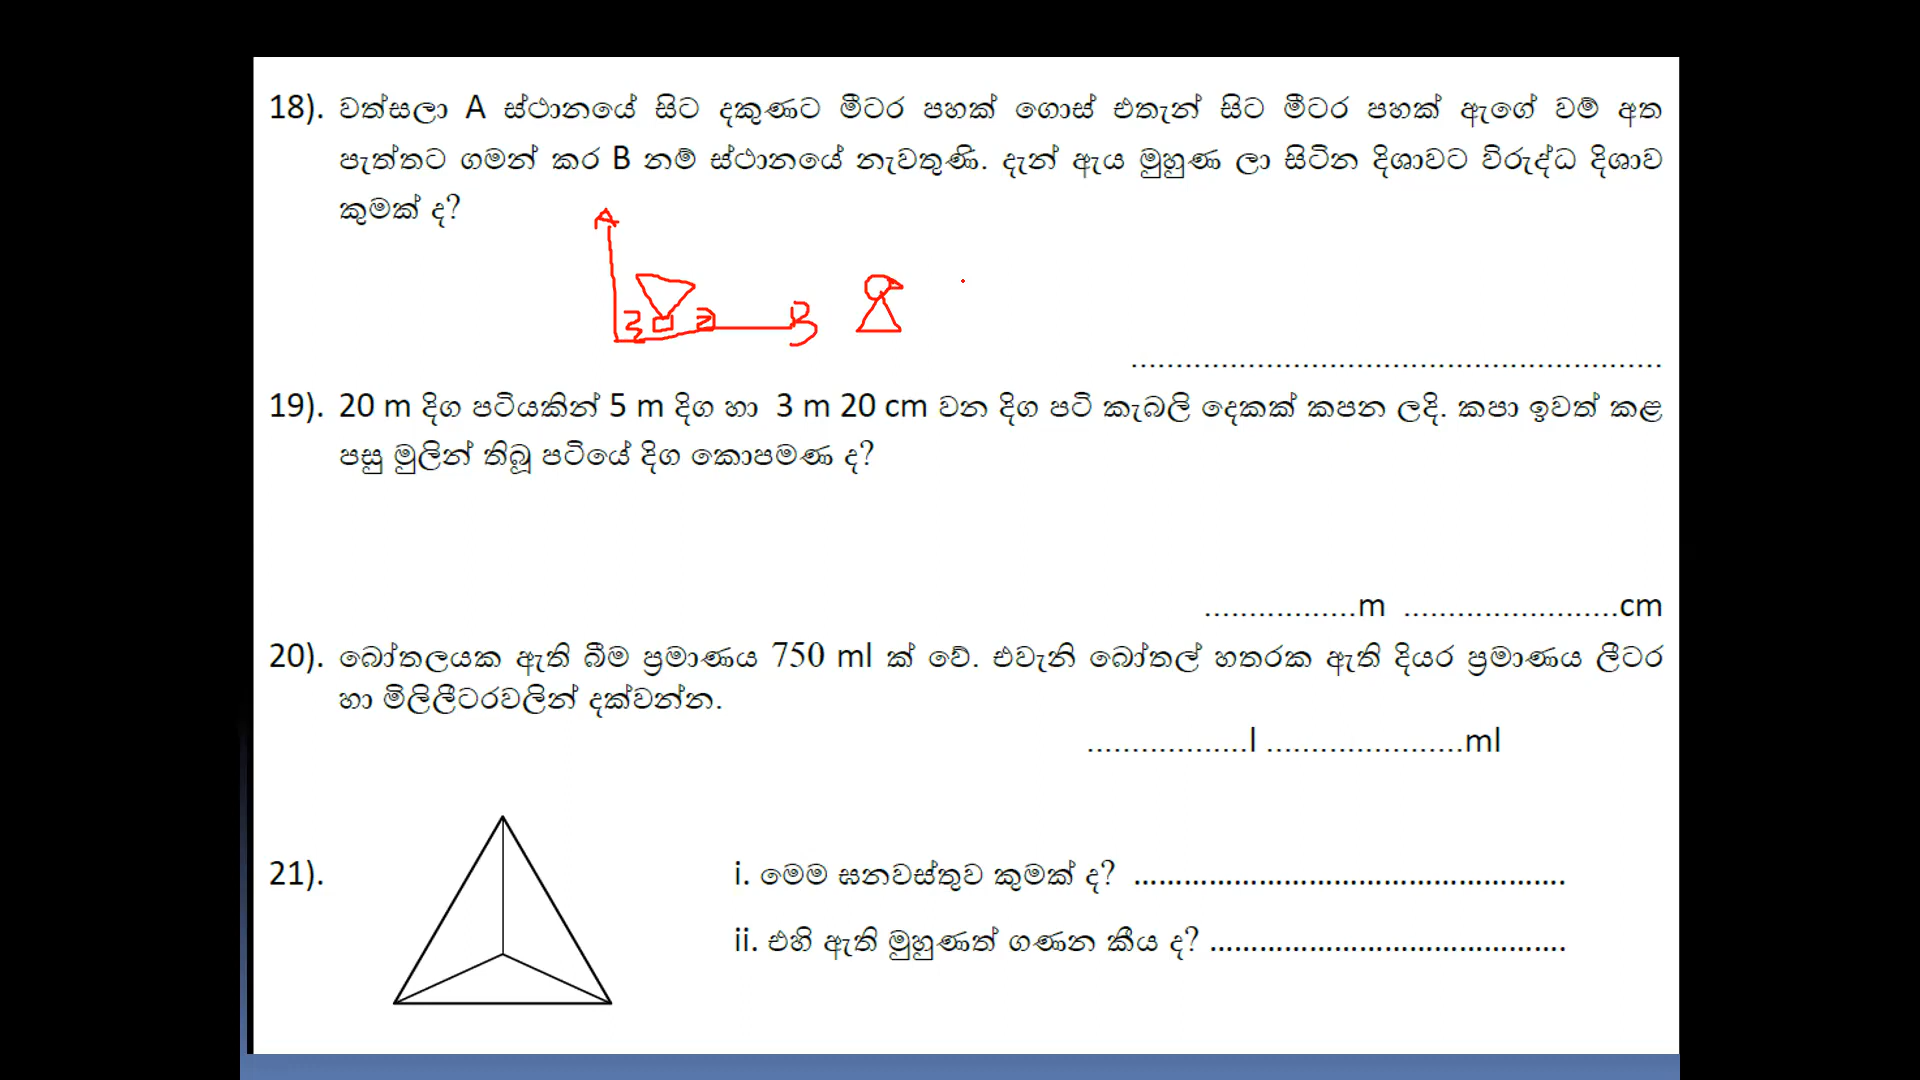 18). වත්සලා A ස්ථානයේ සිට දකුණට මීටර පහක් ගොස් එතැන් සිට මීටර පහක් ඇගේ වම් අත
පැත්තට ගමන් කර B නම් ස්ථානයේ නැවතුණි. දැන් ඇය මුහුණ ලා සිටින දිශාවට විරුද්ධ දිශාව
කුමක් ද?
A
B
....................................................
19). 20 m දිග පටියකින් 5 m දිග හා 3 m 20 cm වන දිග පටි කැබලි දෙකක් කපන ලදි. කපා ඉවත් කළ
පසු මුලින් තිබූ පටියේ දිග කොපමණ ද?
.................m ........................cm
20). බෝතලයක ඇති බීම ප්‍රමාණය 750 ml ක් වේ. එවැනි බෝතල් හතරක ඇති දියර ප්‍රමාණය ලීටර
හා මිලිලීටරවලින් දක්වන්න.
..................l ......................ml
21). i. මෙම ඝනවස්තුව කුමක් ද? ....................................................
ii. එහි ඇති මුහුණත් ගණන කීය ද? ..........................................